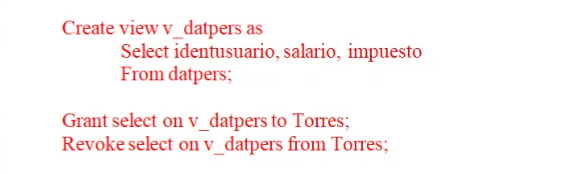 Create view v_datpers as
Select identusuario, salario, impuesto
From datpers;
Grant select on v_datpers to Torres;
Revoke select on v_datpers from Torres;